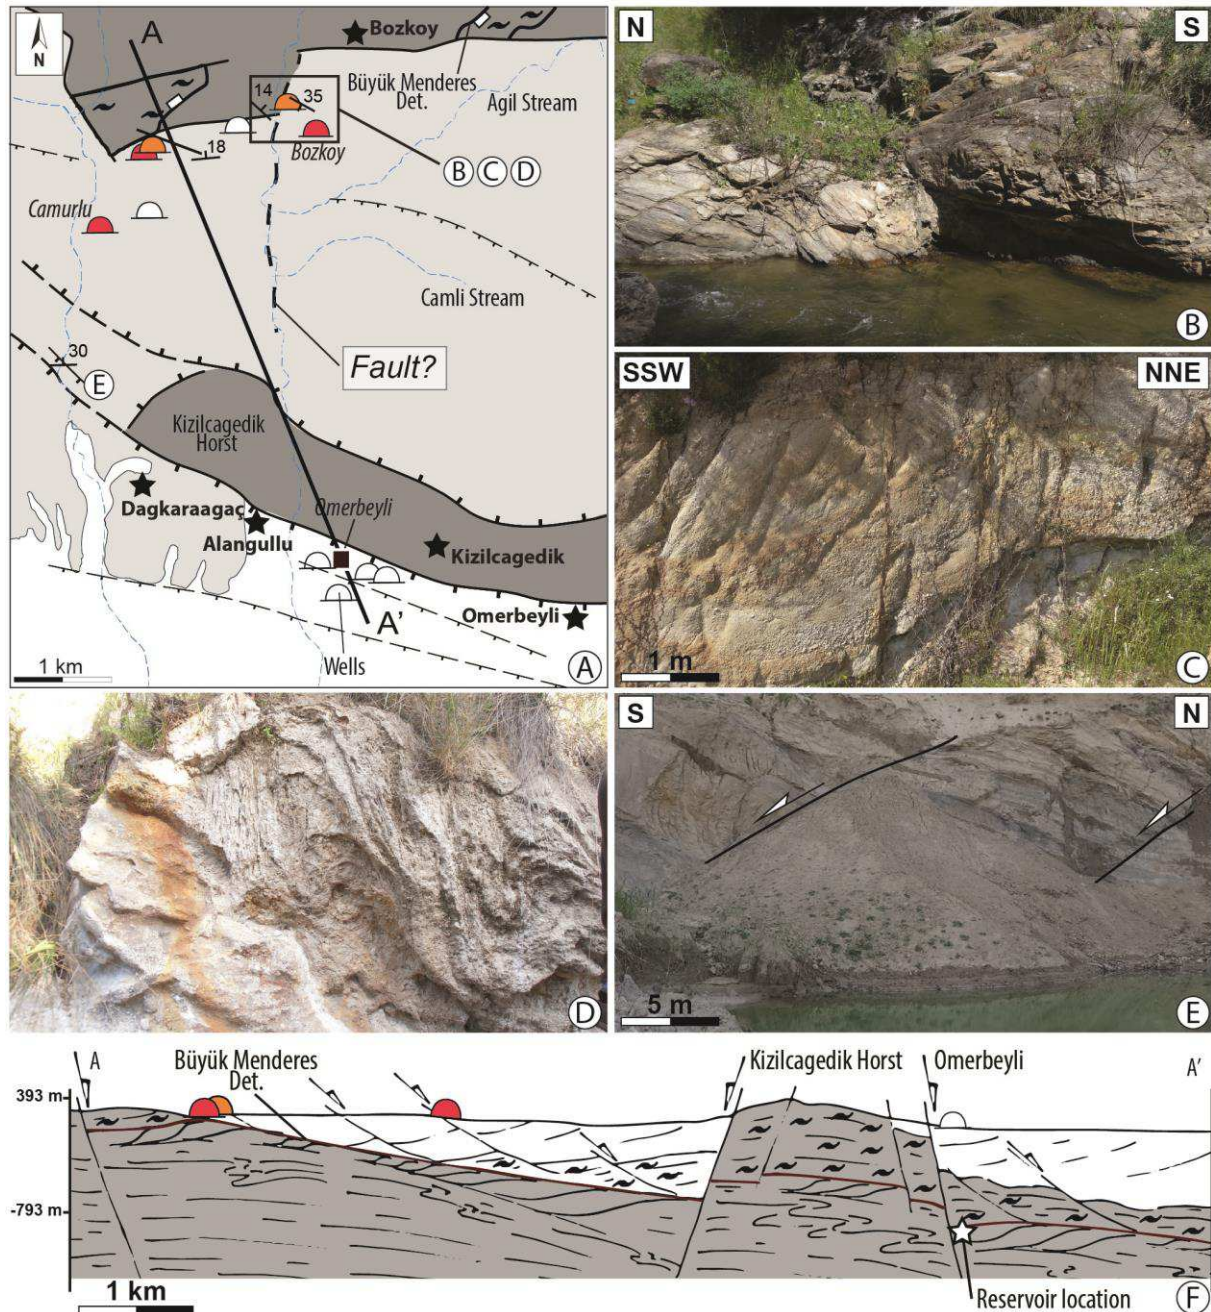 N
A
Bozkoy
Büyük Menderes
Det.
Agil Stream
14
35
Bozkoy
18
B C D
Camurlu
Camli Stream
Fault?
30
E
Kizilcagedik
Horst
Dagkaraagaç
Alangullu
Omerbeyli
Kizilcagedik
Omerbeyli
A'
Wells
1 km
A
N
S
B
SSW
NNE
1 m
C
D
S
N
5 m
E
A
Büyük Menderes
Det.
Kizilcagedik Horst
Omerbeyli
A'
393 m
-793 m
1 km
Reservoir location
F